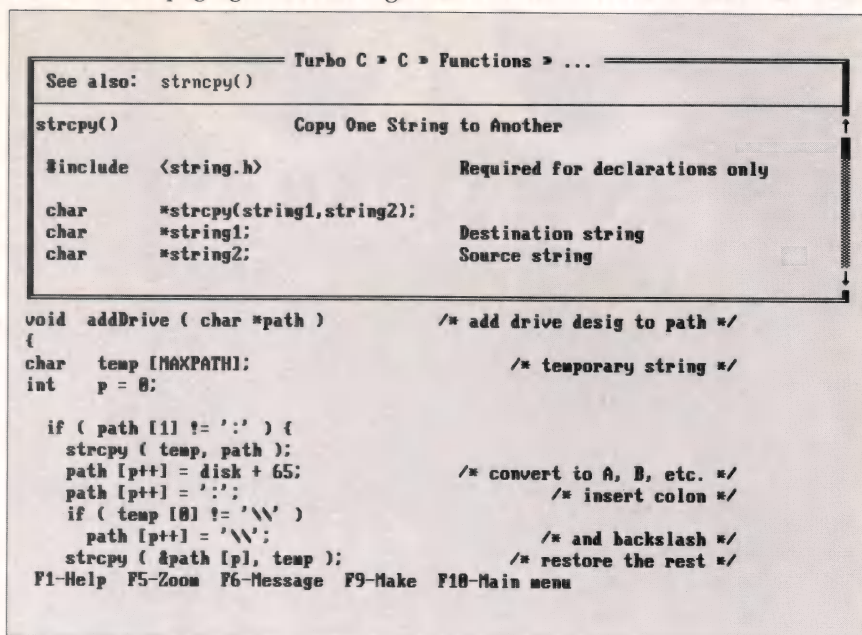 Turbo C » C » Functions » ...
See also: strncpy()
strcpy() Copy One String to Another
#include <string.h> Required for declarations only
char *strcpy(string1,string2);
char *string1; Destination string
char *string2; Source string
void addDrive ( char *path ) /* add drive desig to path */
{
char temp [MAXPATH]; /* temporary string */
int p = 0;
if ( path [1] != ':' ) {
strcpy ( temp, path );
path [p++] = disk + 65; /* convert to A, B, etc. */
path [p++] = ':'; /* insert colon */
if ( temp [0] != '\\' )
path [p++] = '\\'; /* and backslash */
strcpy ( &path [p], temp ); /* restore the rest */
F1-Help F5-Zoom F6-Message F9-Make F10-Main menu